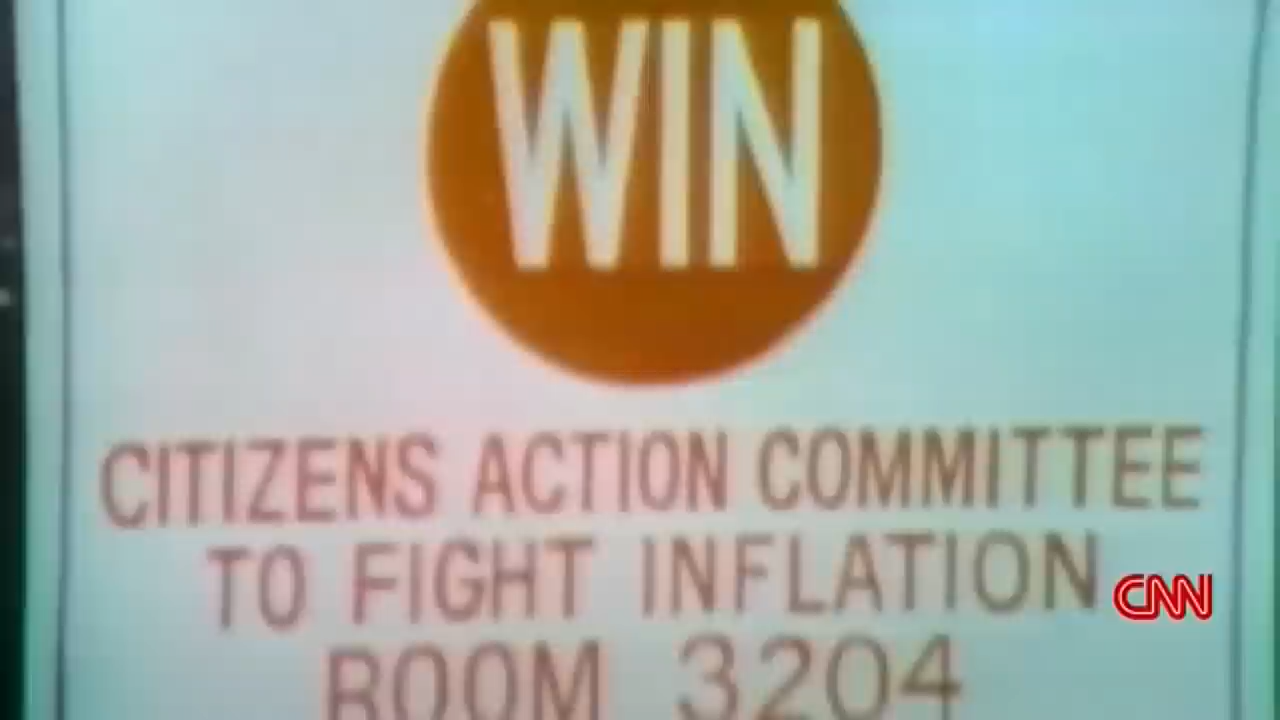 WIN
CITIZENS ACTION COMMITTEE
TO FIGHT INFLATION
CNN
ROOM 3204